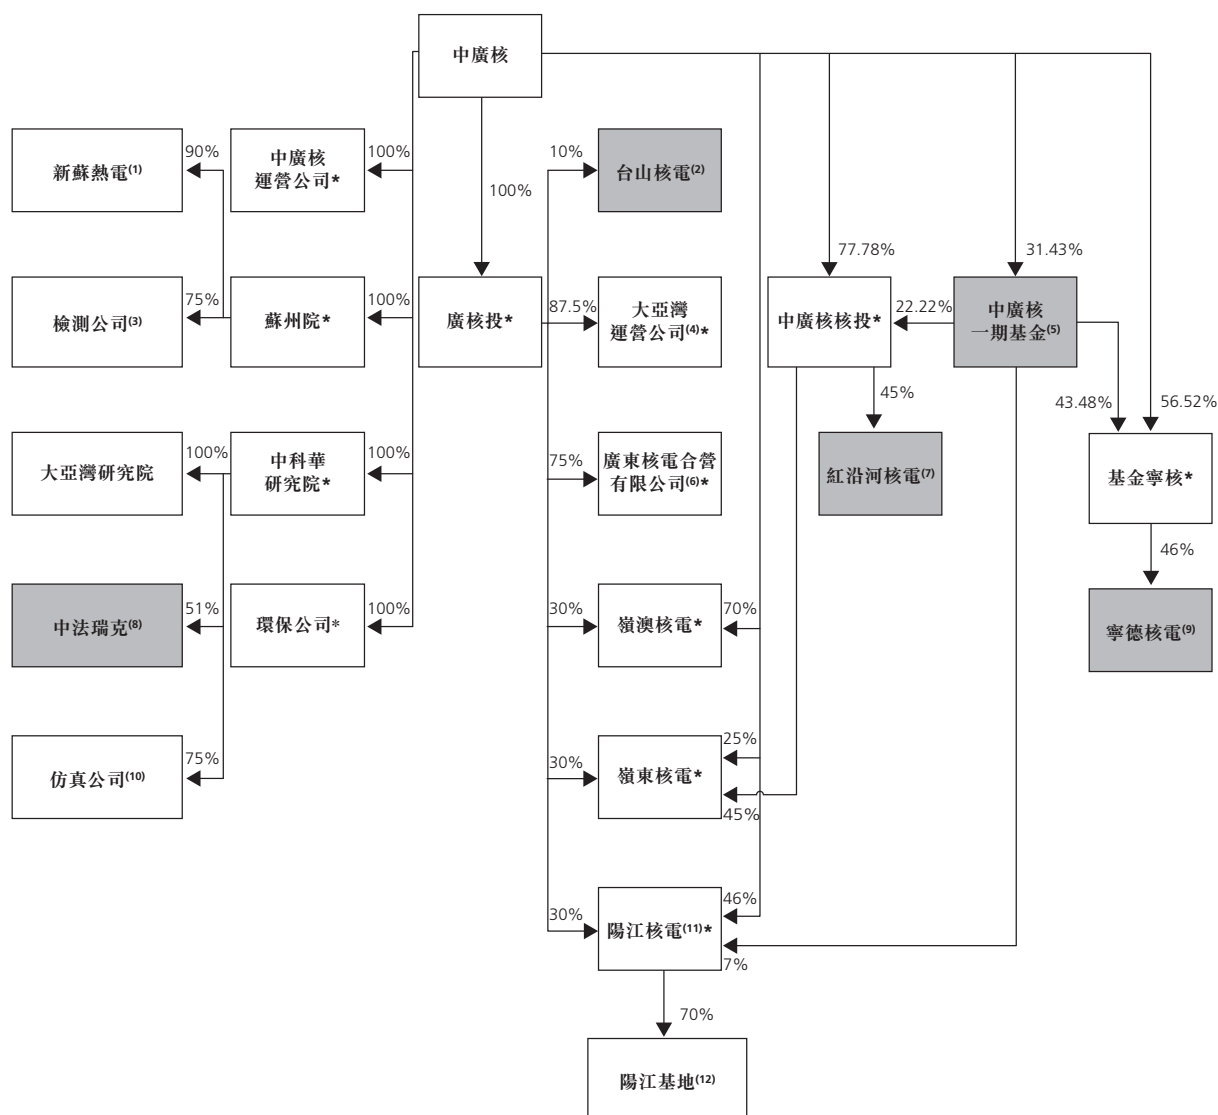 中廣核
新蘇熱電(1)
90%
中廣核
運營公司*
100%
100%
10%
台山核電(2)
77.78%
31.43%
檢測公司(3)
75%
蘇州院*
100%
廣核投*
87.5%
大亞灣
運營公司(4)*
中廣核核投*
22.22%
中廣核
一期基金(5)
45%
43.48%
56.52%
大亞灣研究院
100%
中科華
研究院*
100%
75%
廣東核電合營
有限公司(6)*
紅沿河核電(7)
基金寧核*
46%
中法瑞克(8)
51%
環保公司*
100%
30%
嶺澳核電*
70%
寧德核電(9)
仿真公司(10)
75%
30%
嶺東核電*
25%
45%
30%
陽江核電(11)*
46%
7%
70%
陽江基地(12)